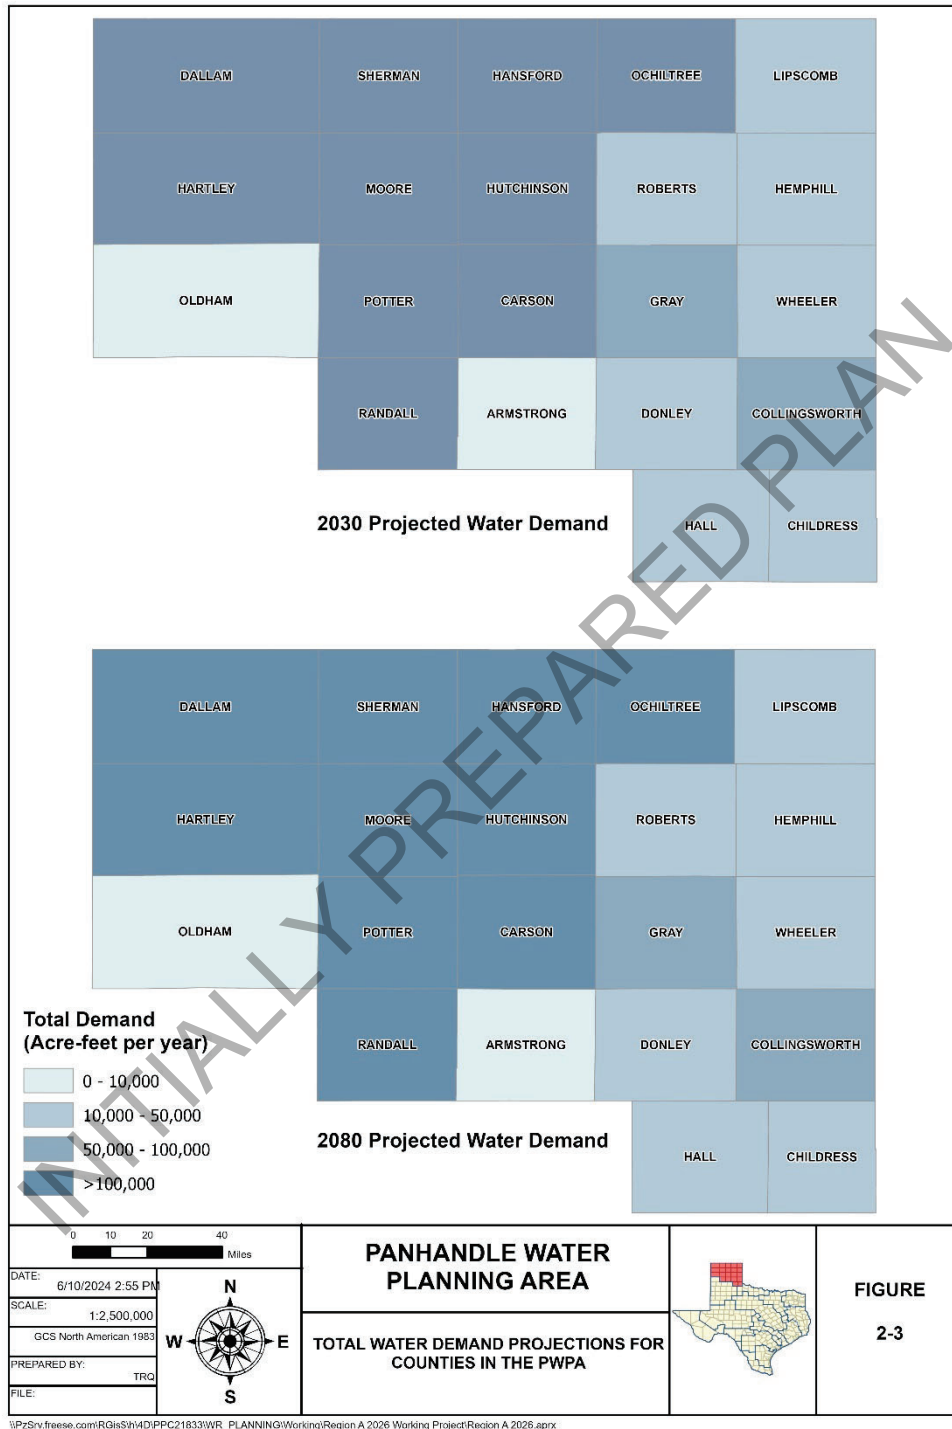 DALLAM
SHERMAN
HANSFORD
OCHILTREE
LIPSCOMB
HARTLEY
MOORE
HUTCHINSON
ROBERTS
HEMPHILL
OLDHAM
POTTER
CARSON
GRAY
WHEELER
RANDALL
ARMSTRONG
DONLEY
COLLINGSWORTH
2030 Projected Water Demand
HALL
CHILDRESS
DALLAM
SHERMAN
HANSFORD
OCHILTREE
LIPSCOMB
HARTLEY
MOORE
HUTCHINSON
ROBERTS
HEMPHILL
OLDHAM
POTTER
CARSON
GRAY
WHEELER
RANDALL
ARMSTRONG
DONLEY
COLLINGSWORTH
2080 Projected Water Demand
HALL
CHILDRESS
Total Demand
(Acre-feet per year)
0 - 10,000
10,000 - 50,000
50,000 - 100,000
>100,000
INITIALLY PREPARED PLAN
0 10 20 40
Miles
DATE:
6/10/2024 2:55 PM
SCALE:
1:2,500,000
GCS North American 1983
PREPARED BY:
TRQ
FILE:
N
W
E
S
PANHANDLE WATER
PLANNING AREA
TOTAL WATER DEMAND PROJECTIONS FOR
COUNTIES IN THE PWPA
FIGURE
2-3
\\PzSrv.freese.com\RGisS\h\4D\PPC21833\WR_PLANNING\Working\Region A 2026 Working Project\Region A 2026.aprx